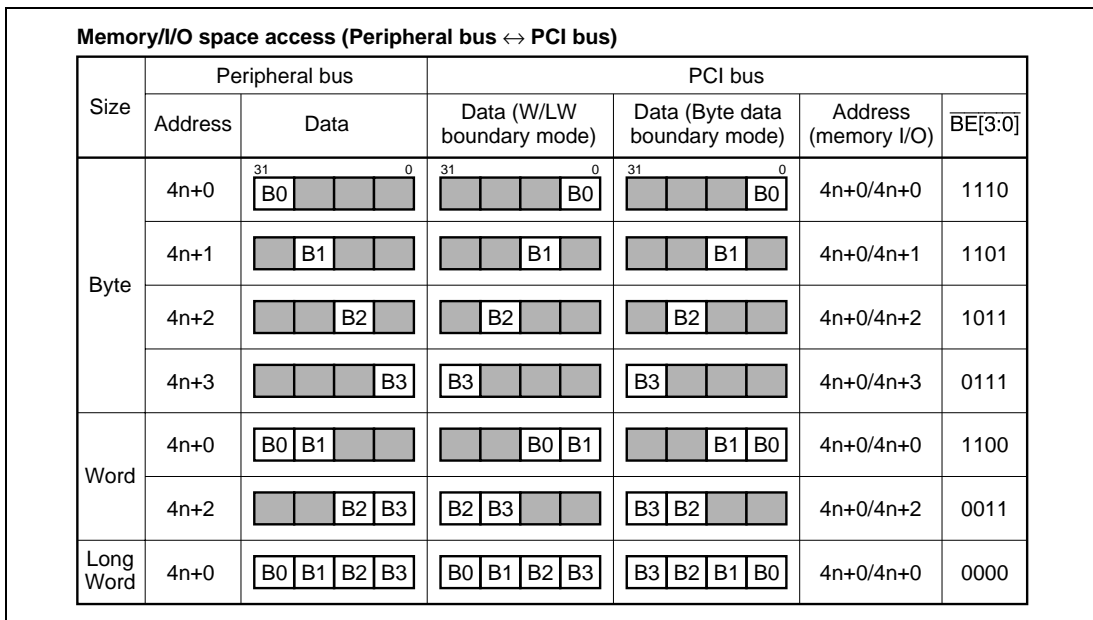 Memory/I/O space access (Peripheral bus ↔ PCI bus)
Size
Peripheral bus
PCI bus
Address
Data
Data (W/LW
boundary mode)
Data (Byte data
boundary mode)
Address
(memory I/O)
BE[3:0]
Byte
31 0 31 0 31 0
4n+0 B0 B0 B0 4n+0/4n+0 1110
4n+1 B1 B1 B1 4n+0/4n+1 1101
4n+2 B2 B2 B2 4n+0/4n+2 1011
4n+3 B3 B3 B3 4n+0/4n+3 0111
Word
4n+0 B0 B1 B0 B1 B1 B0 4n+0/4n+0 1100
4n+2 B2 B3 B2 B3 B3 B2 4n+0/4n+2 0011
Long
Word
4n+0 B0 B1 B2 B3 B0 B1 B2 B3 B3 B2 B1 B0 4n+0/4n+0 0000